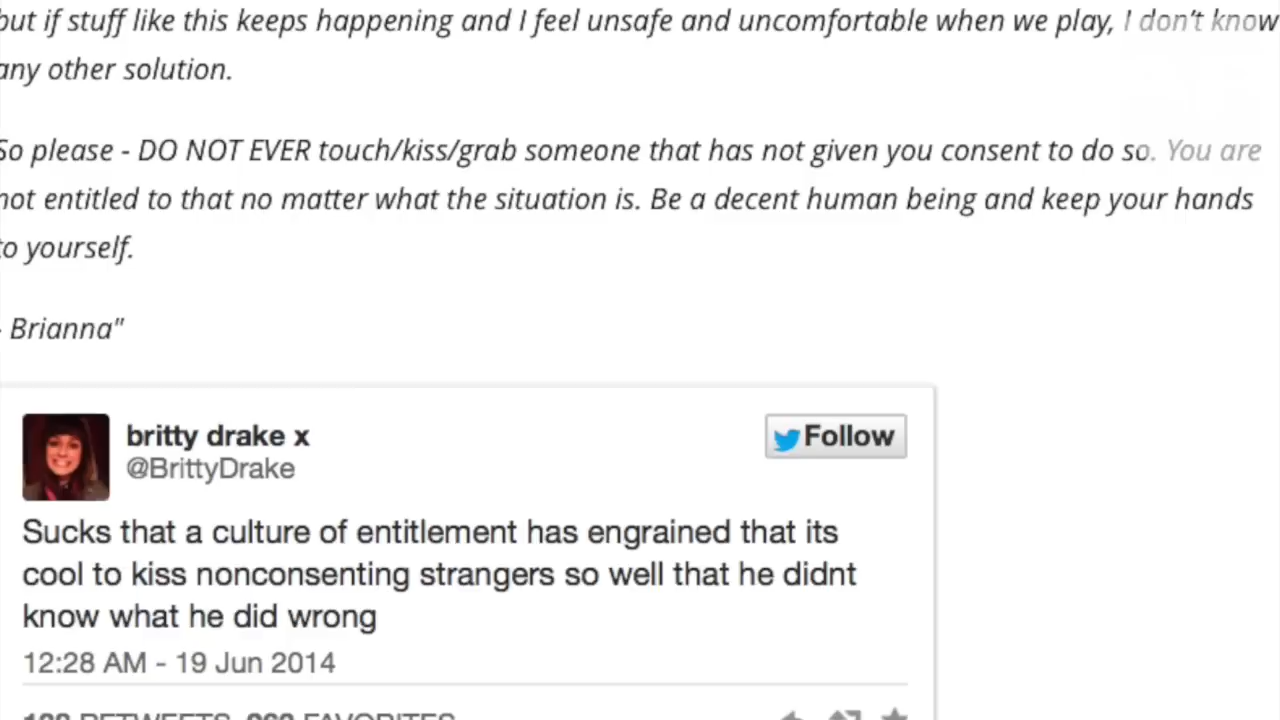 but if stuff like this keeps happening and I feel unsafe and uncomfortable when we play, I don't know
any other solution.
So please - DO NOT EVER touch/kiss/grab someone that has not given you consent to do so. You are
not entitled to that no matter what the situation is. Be a decent human being and keep your hands
to yourself.
- Brianna"
britty drake x
@BrittyDrake
Follow
Sucks that a culture of entitlement has engrained that its
cool to kiss nonconsenting strangers so well that he didnt
know what he did wrong
12:28 AM - 19 Jun 2014
RETWEETS FAVORITES